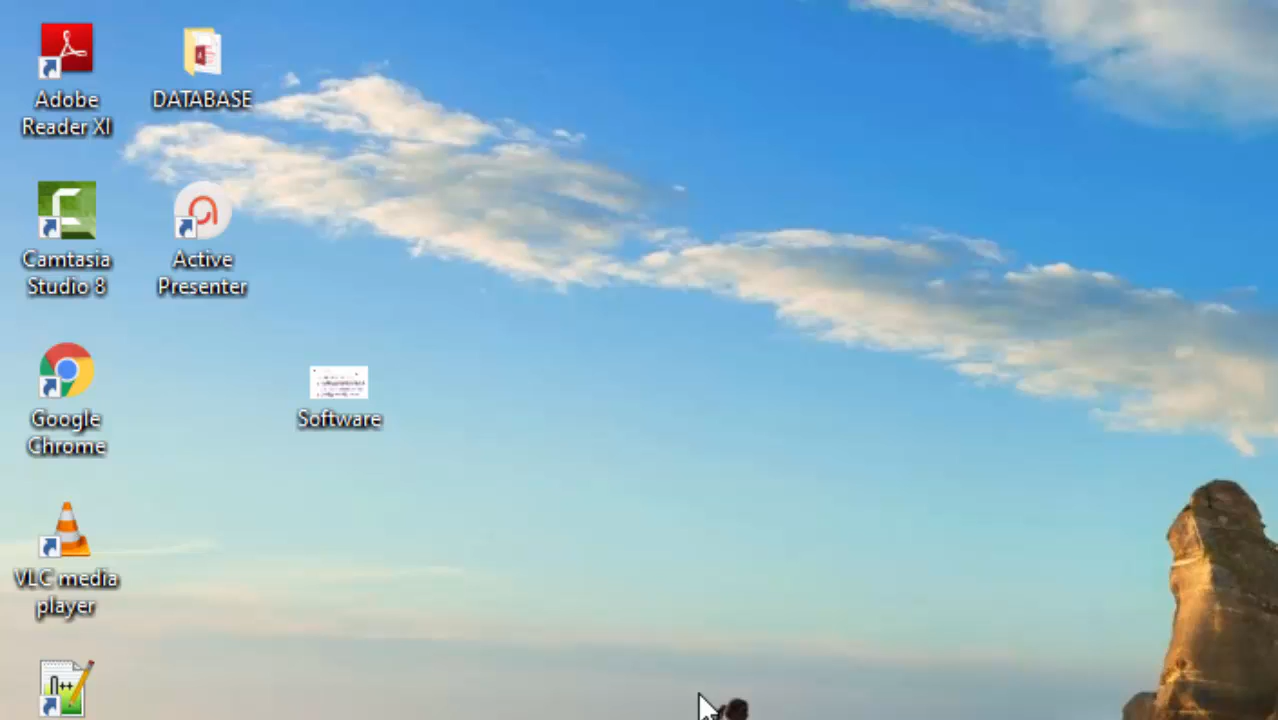 Adobe
Reader XI
DATABASE
Camtasia
Studio 8
Active
Presenter
Google
Chrome
Software
VLC media
player